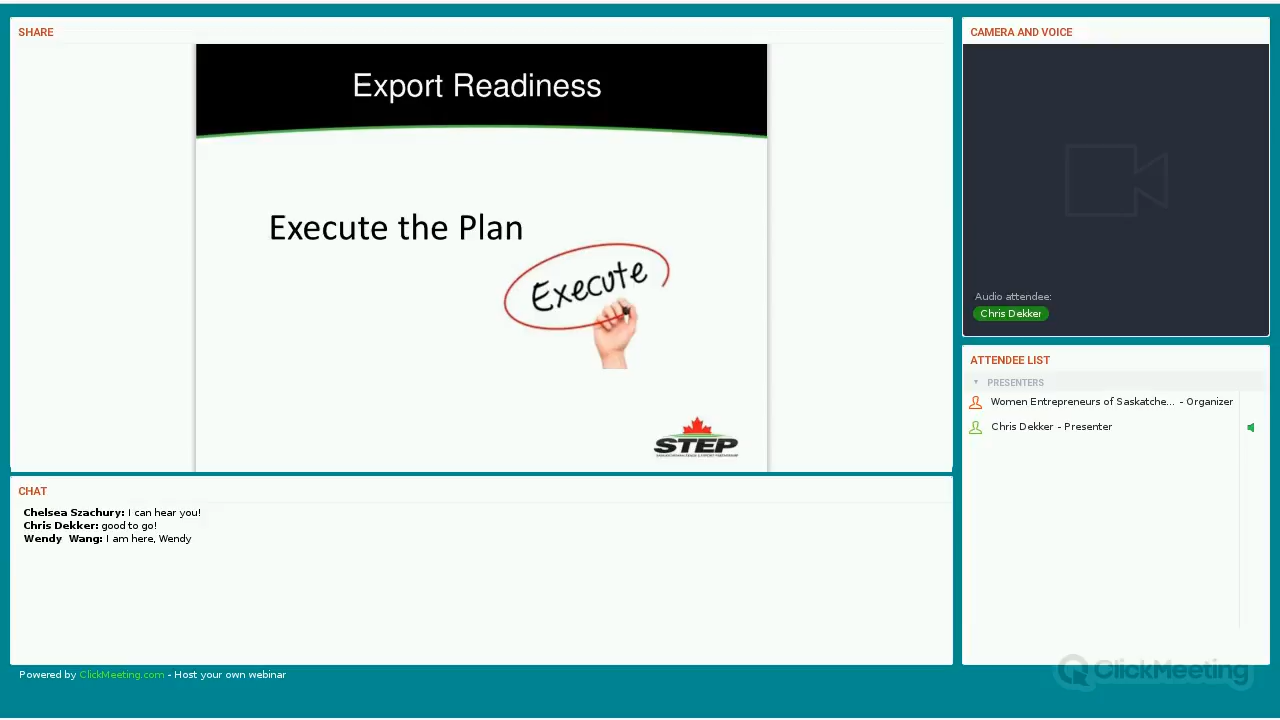 SHARE
Export Readiness
Execute the Plan
Execute
STEP
CAMERA AND VOICE
Audio attendee:
Chris Dekker
ATTENDEE LIST
PRESENTERS
Women Entrepreneurs of Saskatche... - Organizer
Chris Dekker - Presenter
CHAT
Chelsea Szachury: I can hear you!
Chris Dekker: good to go!
Wendy Wang: I am here, Wendy
Powered by ClickMeeting.com - Host your own webinar
ClickMeeting